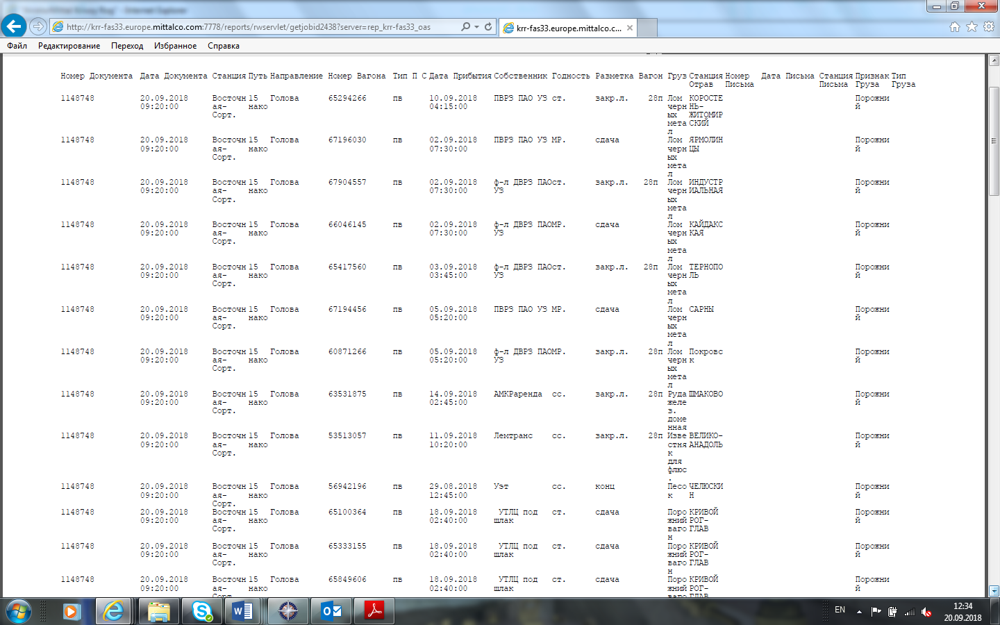 http://krr-fas33.europe.mittalco.com:7778/reports/rwservlet/getjobid2438?server=rep_krr-fas33_oas
krr-fas33.europe.mittalco.c...
Файл Редактирование Переход Избранное Справка
Номер Документа Дата Документа Станция Путь Направление Номер Вагона Тип П С Дата Прибытия Собственник Годность Разметка Вагон Груз Станция Номер Дата Письма Станция Признак Тип
Отрав Письма Письма Груза Груза
1148748 20.09.2018 Восточн 15 Голова 65294266 пв 10.09.2018 ПВРЗ ПАО УЗ ст. закр.л. 28п Лом КОРОСТЕ Порожни
09:20:00 ая- нако 04:15:00 черн НЬ- й
Сорт. ых ЖИТОМИР
мета СКИЙ
л
1148748 20.09.2018 Восточн 15 Голова 67196030 пв 02.09.2018 ПВРЗ ПАО УЗ МР. сдача Лом ЯРМОЛИН Порожни
09:20:00 ая- нако 07:30:00 черн ЦЫ й
Сорт. ых
мета
л
1148748 20.09.2018 Восточн 15 Голова 67904557 пв 02.09.2018 ф-л ДВРЗ ПАО ст. закр.л. 28п Лом ИНДУСТР Порожни
09:20:00 ая- нако 07:30:00 УЗ черн ИАЛЬНАЯ й
Сорт. ых
мета
л
1148748 20.09.2018 Восточн 15 Голова 66046145 пв 02.09.2018 ф-л ДВРЗ ПАО МР. сдача Лом КАЙДАКС Порожни
09:20:00 ая- нако 07:30:00 УЗ черн КАЯ й
Сорт. ых
мета
л
1148748 20.09.2018 Восточн 15 Голова 65417560 пв 03.09.2018 ф-л ДВРЗ ПАО ст. закр.л. 28п Лом ТЕРНОПО Порожни
09:20:00 ая- нако 03:45:00 УЗ черн ЛЬ й
Сорт. ых
мета
л
1148748 20.09.2018 Восточн 15 Голова 67194456 пв 05.09.2018 ПВРЗ ПАО УЗ МР. сдача Лом САРНЫ Порожни
09:20:00 ая- нако 05:20:00 черн й
Сорт. ых
мета
л
1148748 20.09.2018 Восточн 15 Голова 60871266 пв 05.09.2018 ф-л ДВРЗ ПАО МР. закр.л. 28п Лом Покровс Порожни
09:20:00 ая- нако 05:20:00 УЗ черн к й
Сорт. ых
мета
л
1148748 20.09.2018 Восточн 15 Голова 63531875 пв 14.09.2018 АМКРаренда сс. закр.л. 28п Руда ШМАКОВО Порожни
09:20:00 ая- нако 02:45:00 желе й
Сорт. з.
доме
нная
1148748 20.09.2018 Восточн 15 Голова 53513057 пв 11.09.2018 Лемтранс сс. закр.л. 28п Изве ВЕЛИКО- Порожни
09:20:00 ая- нако 10:20:00 стня АНАДОЛЬ й
Сорт. к
для
флюс
.
1148748 20.09.2018 Восточн 15 Голова 56942196 пв 29.08.2018 Уэт сс. конц Песо ЧЕЛЮСКИ Порожни
09:20:00 ая- нако 12:45:00 к Н й
Сорт.
1148748 20.09.2018 Восточн 15 Голова 65100364 пв 18.09.2018 УТЛЦ под ст. сдача Поро КРИВОЙ Порожни
09:20:00 ая- нако 02:40:00 шлак жний РОГ- й
Сорт. ваго ГЛАВ
н
1148748 20.09.2018 Восточн 15 Голова 65333155 пв 18.09.2018 УТЛЦ под ст. сдача Поро КРИВОЙ Порожни
09:20:00 ая- нако 02:40:00 шлак жний РОГ- й
Сорт. ваго ГЛАВ
н
1148748 20.09.2018 Восточн 15 Голова 65849606 пв 18.09.2018 УТЛЦ под ст. сдача Поро КРИВОЙ Порожни
09:20:00 ая- нако 02:40:00 шлак жний РОГ- й
Сорт. ваго ГЛАВ
EN 12:34
20.09.2018